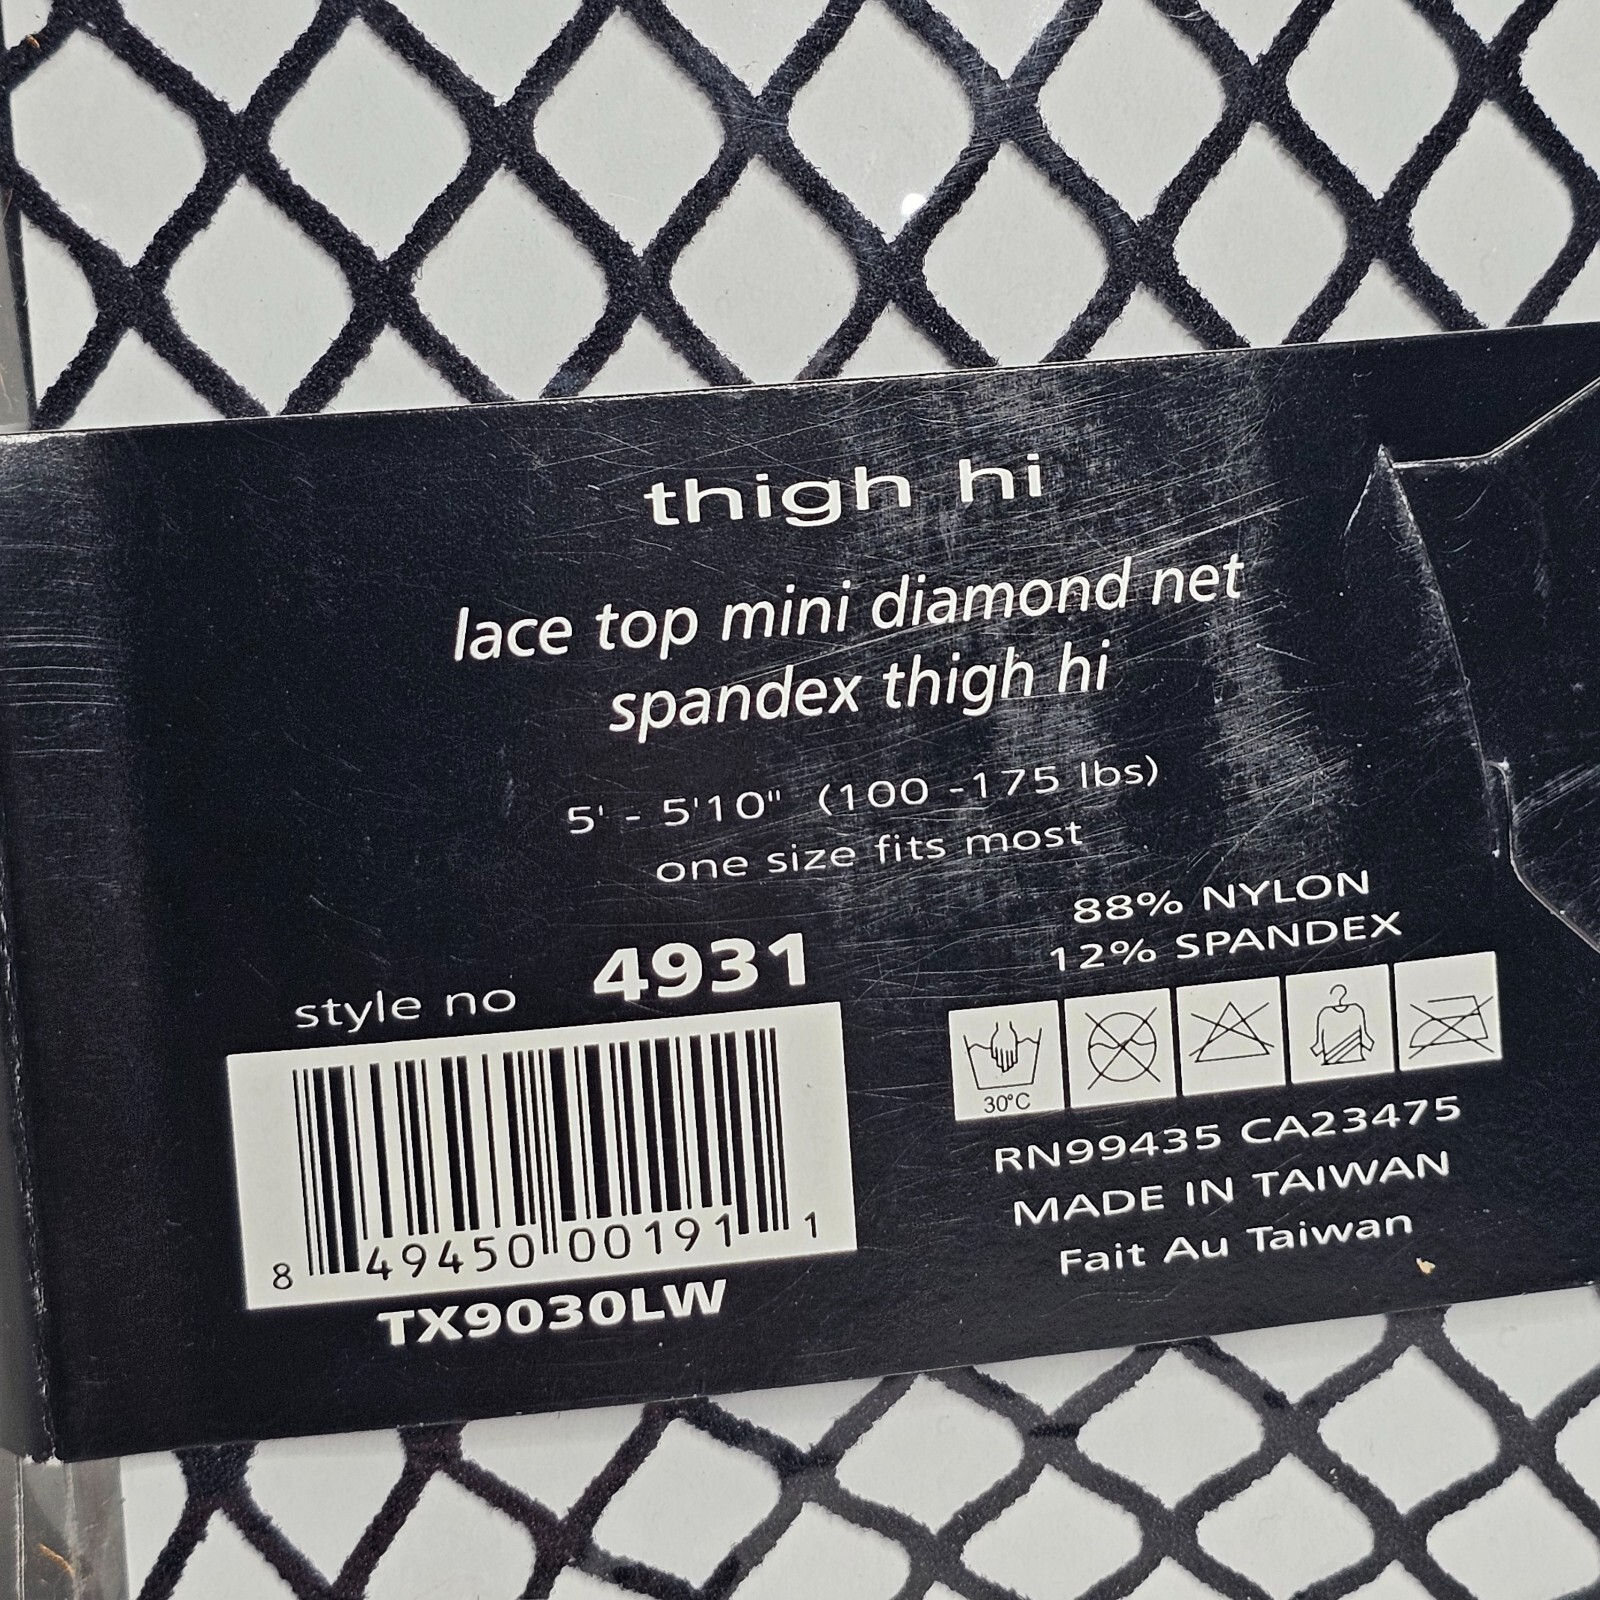 thigh hi
lace top mini diamond net
spandex thigh hi
5' - 5'10" (100 -175 lbs)
one size fits most
88% NYLON
12% SPANDEX
style no 4931
30°C
8 49450 00191 1
TX9030LW
RN99435 CA23475
MADE IN TAIWAN
Fait Au Taiwan